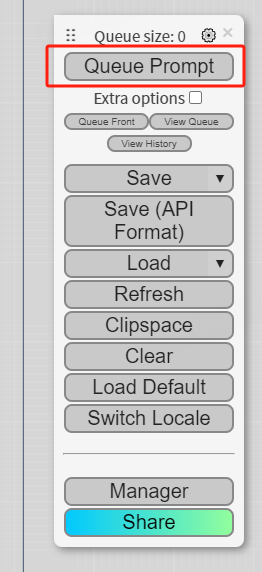 Queue size: 0
Queue Prompt
Extra options
Queue Front View Queue
View History
Save
Save (API
Format)
Load
Refresh
Clipspace
Clear
Load Default
Switch Locale
Manager
Share